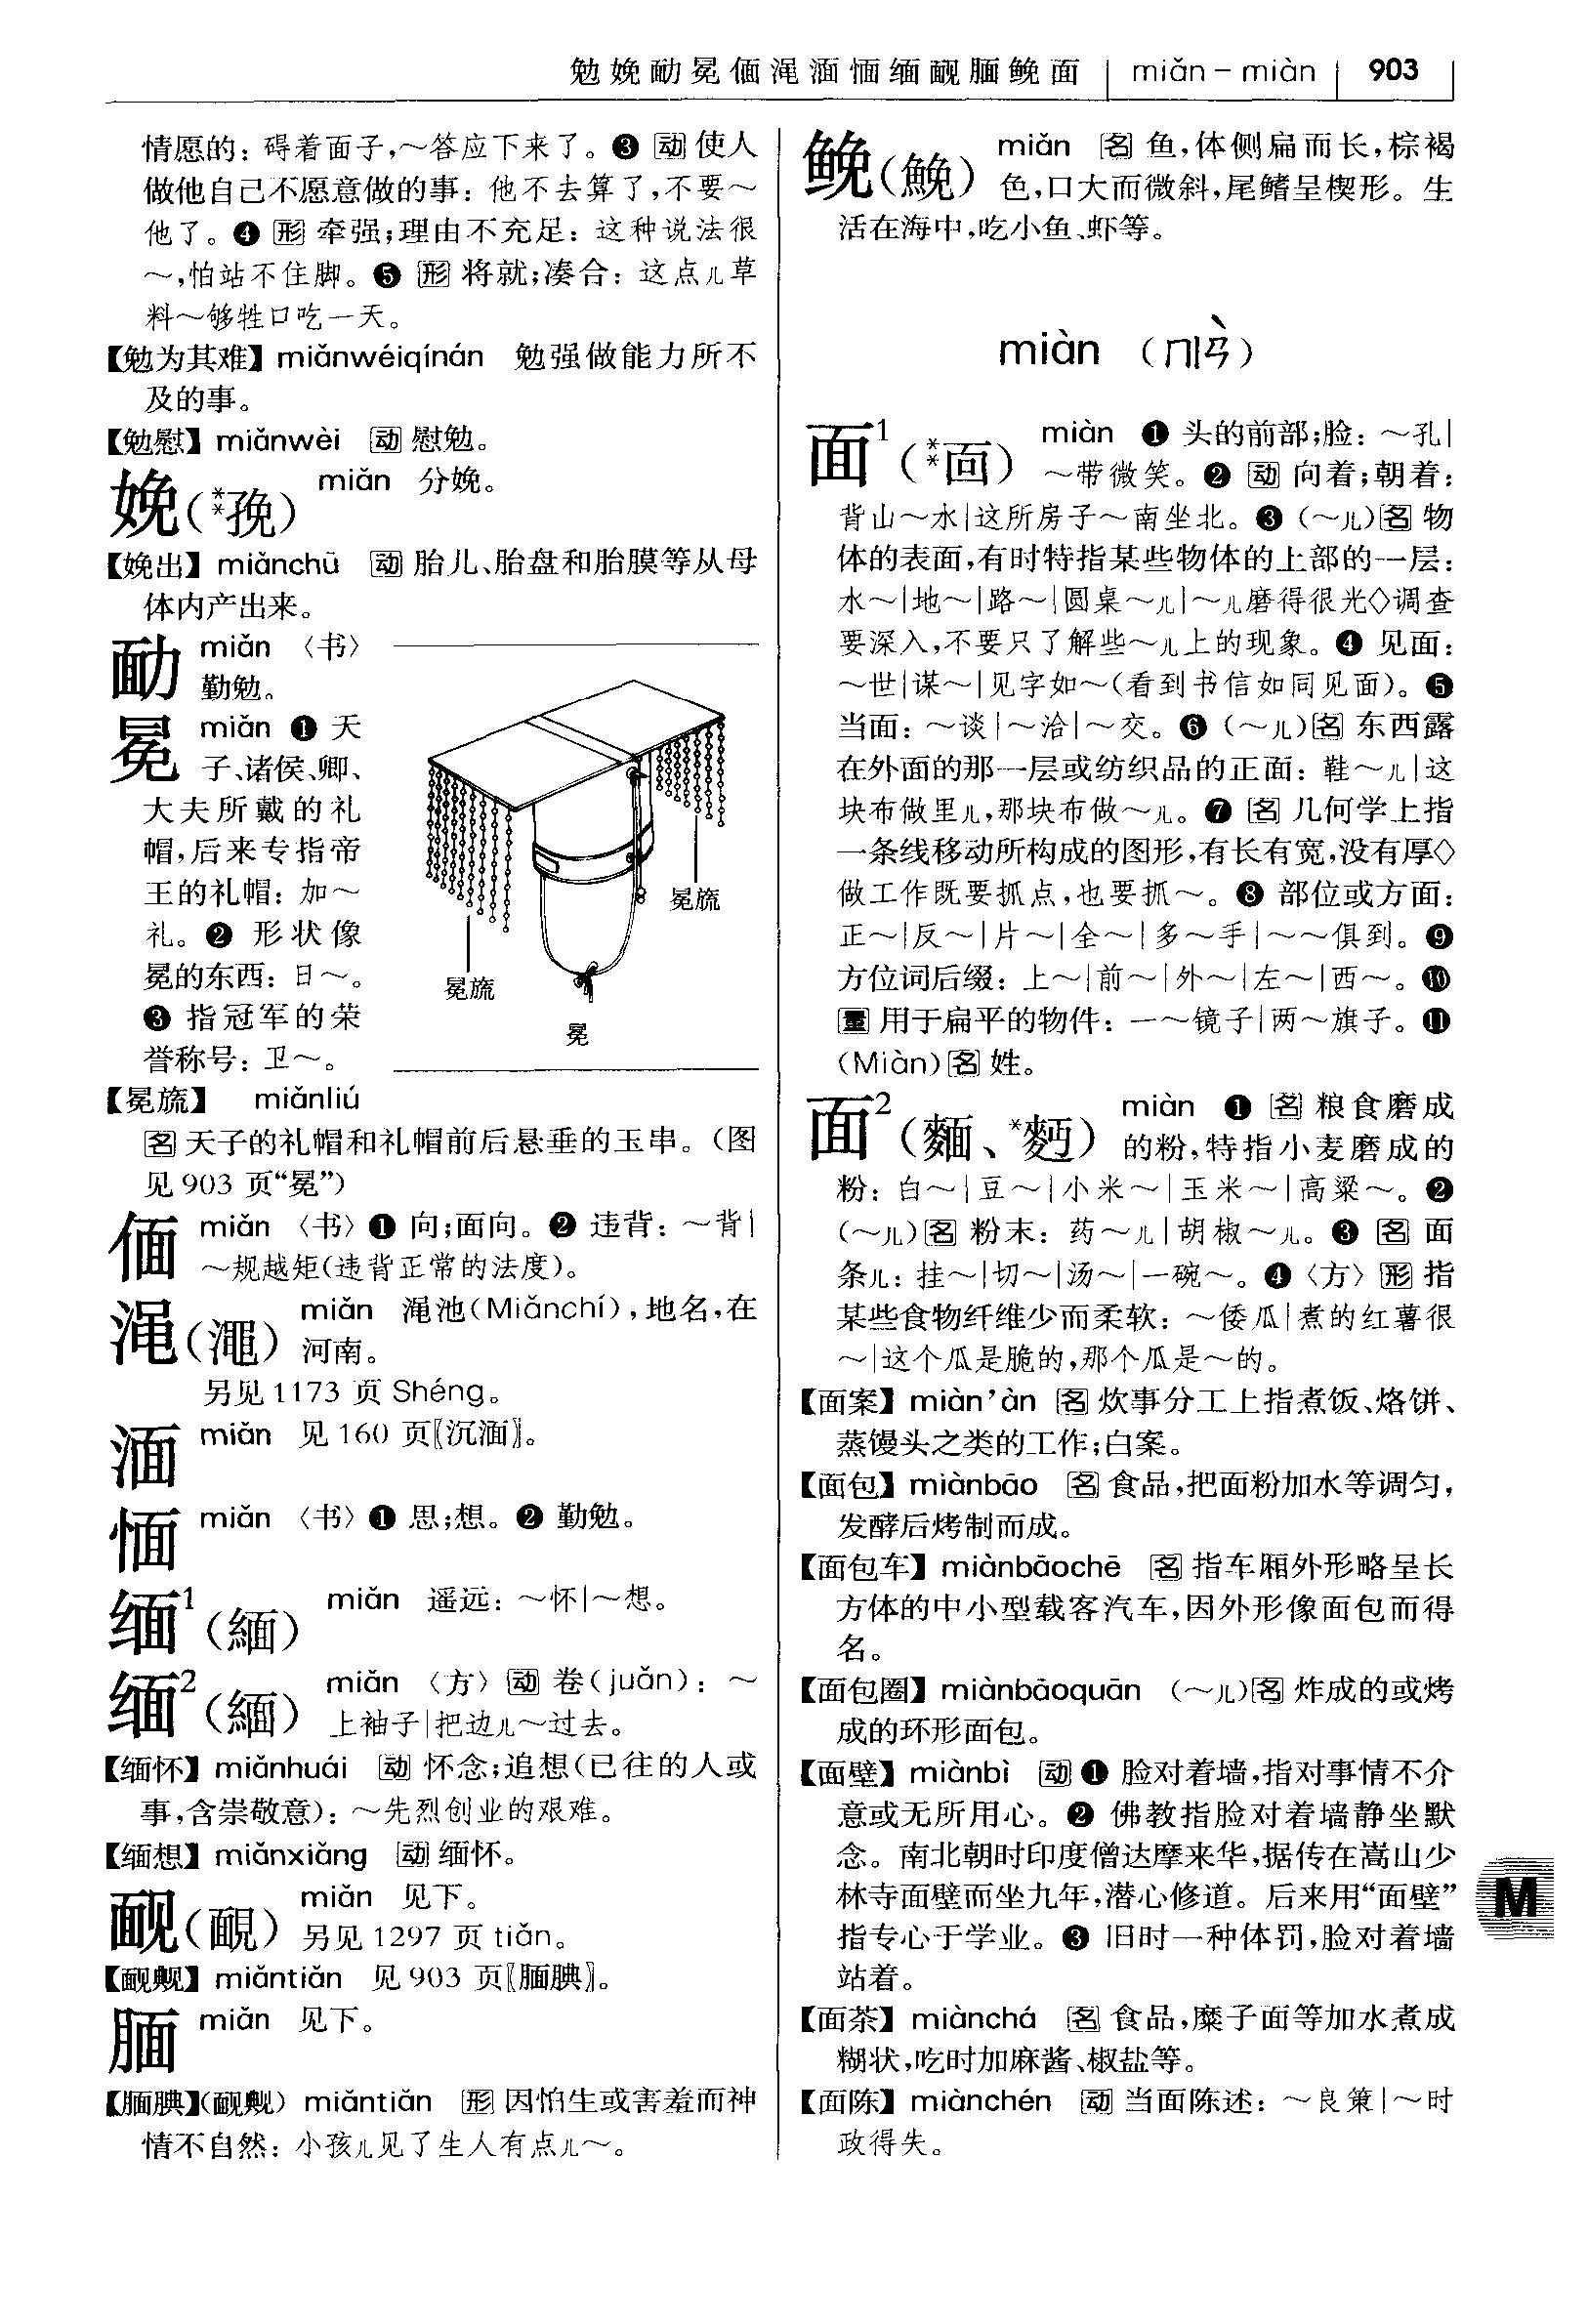 勉娩勔冕偭渑湎愐缅靦腼鮸面 miǎn－miàn 903
情愿的：碍着面子,～答应下来了。❸ 动 使人
做他自己不愿意做的事：他不去算了,不要～
他了。❹ 形 牵强;理由不充足：这种说法很
～,怕站不住脚。❺ 形 将就;凑合：这点儿草
料～够牲口吃一天。
【勉为其难】miǎnwéiqínán 勉强做能力所不
及的事。
【勉慰】miǎnwèi 动 慰勉。
娩(**㝃) miǎn 分娩。
【娩出】miǎnchū 动 胎儿、胎盘和胎膜等从母
体内产出来。
勔 miǎn 〈书〉
勤勉。
冕 miǎn ❶ 天
子、诸侯、卿、
大夫所戴的礼
帽,后来专指帝
王的礼帽：加～
礼。❷ 形状像
冕的东西：日～。
❸ 指冠军的荣
誉称号：卫～。
冕旒
冕旒
冕
【冕旒】 miǎnliú
名 天子的礼帽和礼帽前后悬垂的玉串。（图
见 903 页“冕”）
偭 miǎn 〈书〉❶ 向;面向。❷ 违背：～背|
～规越矩(违背正常的法度)。
渑(澠) miǎn 渑池(Miǎnchí),地名,在
河南。
另见 1173 页 Shéng。
湎 miǎn 见 160 页〖沉湎〗。
愐 miǎn 〈书〉❶ 思;想。❷ 勤勉。
缅¹(緬) miǎn 遥远：～怀|～想。
缅²(緬) miǎn 〈方〉动 卷(juǎn)：～
上袖子|把边儿～过去。
【缅怀】miǎnhuái 动 怀念;追想(已往的人或
事,含崇敬意)：～先烈创业的艰难。
【缅想】miǎnxiǎng 动 缅怀。
靦(靦) miǎn 见下。
另见 1297 页 tiǎn。
【靦觍】miǎntiǎn 见 903 页〖腼腆〗。
腼 miǎn 见下。
【腼腆】(靦觍) miǎntiǎn 形 因怕生或害羞而神
情不自然：小孩儿见了生人有点儿～。
鮸(鮸) miǎn 名 鱼,体侧扁而长,棕褐
色,口大而微斜,尾鳍呈楔形。生
活在海中,吃小鱼、虾等。
miàn （ㄇㄧㄢˋ）
面¹(**靣) miàn ❶ 头的前部;脸：～孔|
～带微笑。❷ 动 向着;朝着：
背山～水|这所房子～南坐北。❸ (～儿)名 物
体的表面,有时特指某些物体的上部的一层：
水～|地～|路～|圆桌～儿|～儿磨得很光◇调查
要深入,不要只了解些～儿上的现象。❹ 见面：
～世|谋～|见字如～(看到书信如同见面)。❺
当面：～谈|～洽|～交。❻ (～儿)名 东西露
在外面的那一层或纺织品的正面：鞋～儿|这
块布做里儿,那块布做～儿。❼ 名 几何学上指
一条线移动所构成的图形,有长有宽,没有厚◇
做工作既要抓点,也要抓～。❽ 部位或方面：
正～|反～|片～|全～|多～手|～～俱到。❾
方位词后缀：上～|前～|外～|左～|西～。❿
量 用于扁平的物件：一～镜子|两～旗子。⓫
(Miàn)名 姓。
面²(麵、*麪) miàn ❶ 名 粮食磨成
的粉,特指小麦磨成的
粉：白～|豆～|小米～|玉米～|高粱～。❷
(～儿)名 粉末：药～儿|胡椒～儿。❸ 名 面
条儿：挂～|切～|汤～|一碗～。❹〈方〉形 指
某些食物纤维少而柔软：～倭瓜|煮的红薯很
～|这个瓜是脆的,那个瓜是～的。
【面案】miàn’àn 名 炊事分工上指煮饭、烙饼、
蒸馒头之类的工作;白案。
【面包】miànbāo 名 食品,把面粉加水等调匀,
发酵后烤制而成。
【面包车】miànbāochē 名 指车厢外形略呈长
方体的中小型载客汽车,因外形像面包而得
名。
【面包圈】miànbāoquān (～儿)名 炸成的或烤
成的环形面包。
【面壁】miànbì 动 ❶ 脸对着墙,指对事情不介
意或无所用心。❷ 佛教指脸对着墙静坐默
念。南北朝时印度僧达摩来华,据传在嵩山少
林寺面壁而坐九年,潜心修道。后来用“面壁”
指专心于学业。❸ 旧时一种体罚,脸对着墙
站着。
【面茶】miànchá 名 食品,糜子面等加水煮成
糊状,吃时加麻酱、椒盐等。
【面陈】miànchén 动 当面陈述：～良策|～时
政得失。
M